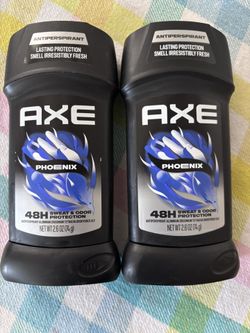 ANTIPERSPIRANT
LASTING PROTECTION
SMELL IRRESISTIBLY FRESH
AXE
PHOENIX
48H SWEAT & ODOR
PROTECTION
NET WT 2.6 OZ (74g)
ANTIPERSPIRANT
LASTING PROTECTION
SMELL IRRESISTIBLY FRESH
AXE
PHOENIX
48H SWEAT & ODOR
PROTECTION
NET WT 2.6 OZ (74g)